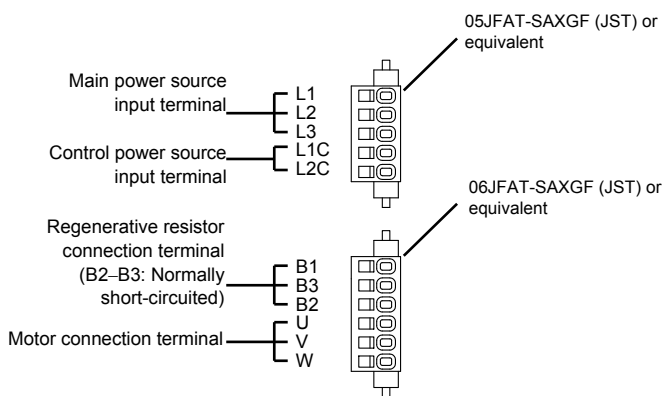 05JFAT-SAXGF (JST) or
equivalent
Main power source
input terminal
L1
L2
L3
Control power source
input terminal
L1C
L2C
06JFAT-SAXGF (JST) or
equivalent
Regenerative resistor
connection terminal
(B2–B3: Normally
short-circuited)
B1
B3
B2
Motor connection terminal
U
V
W